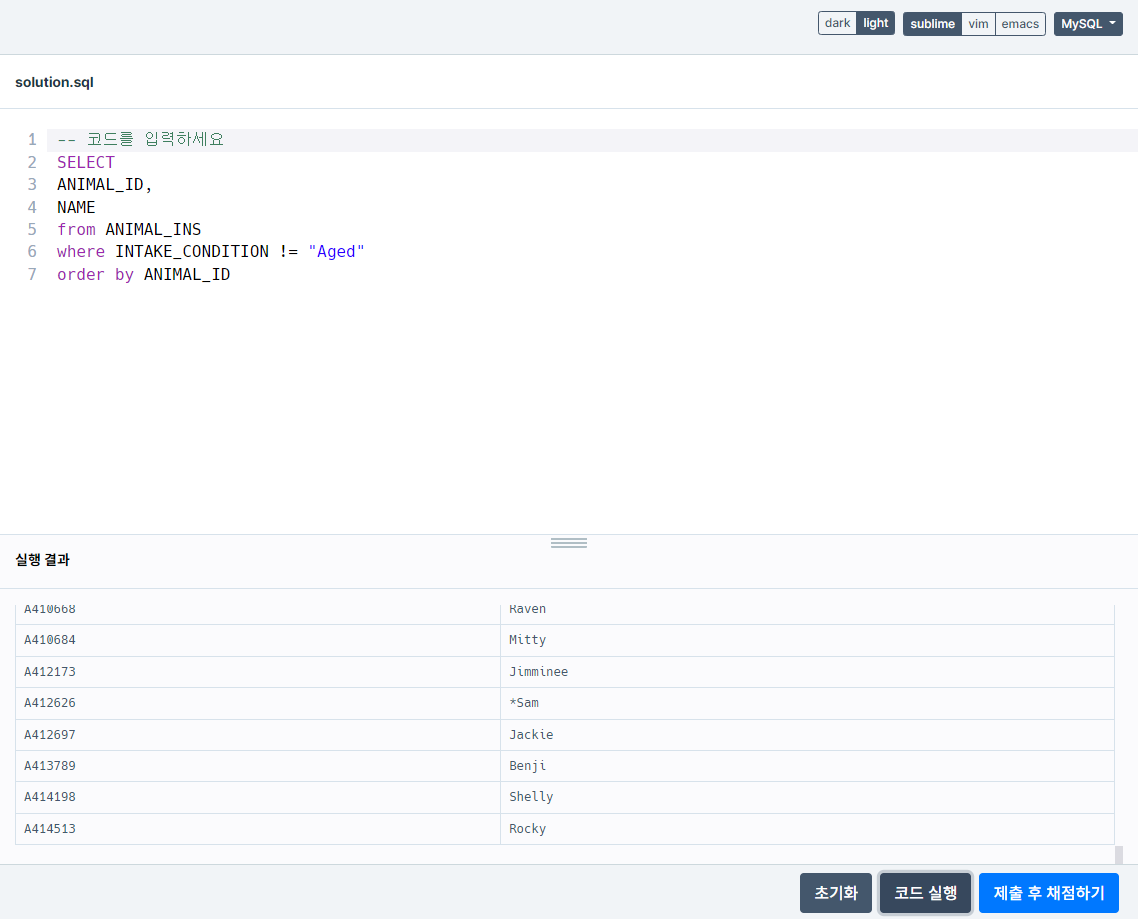 dark light sublime vim emacs MySQL
solution.sql
1 -- 코드를 입력하세요
2 SELECT
3 ANIMAL_ID,
4 NAME
5 from ANIMAL_INS
6 where INTAKE_CONDITION != "Aged"
7 order by ANIMAL_ID
실행 결과
A410668 Raven
A410684 Mitty
A412173 Jimminee
A412626 *Sam
A412697 Jackie
A413789 Benji
A414198 Shelly
A414513 Rocky
초기화 코드 실행 제출 후 채점하기